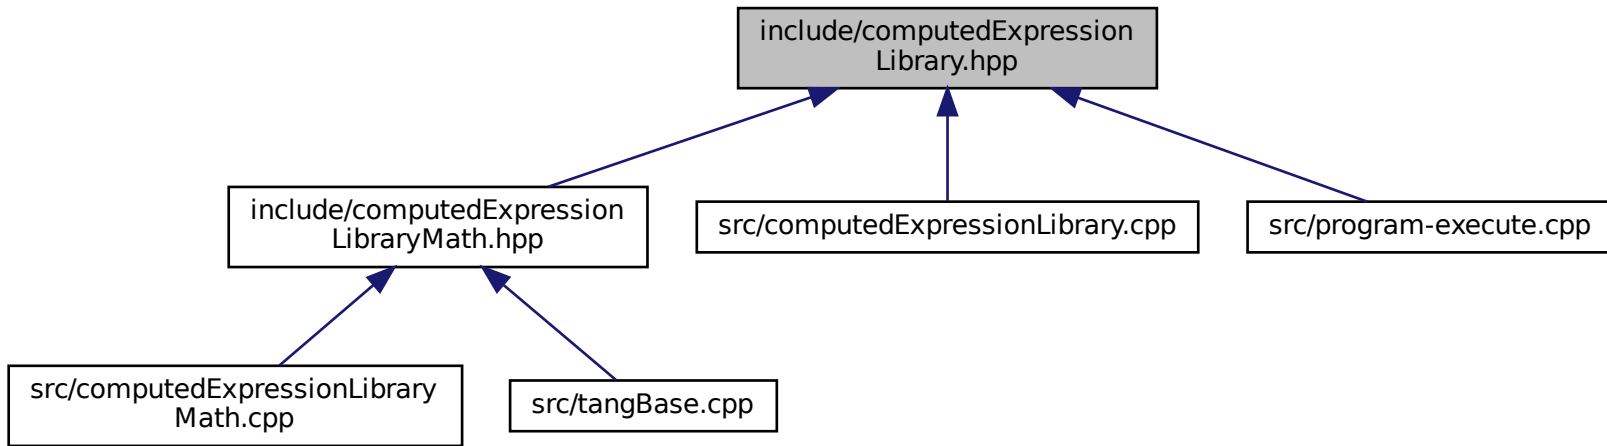 include/computedExpression
Library.hpp
include/computedExpression
LibraryMath.hpp
src/computedExpressionLibrary.cpp
src/program-execute.cpp
src/computedExpressionLibrary
Math.cpp
src/tangBase.cpp